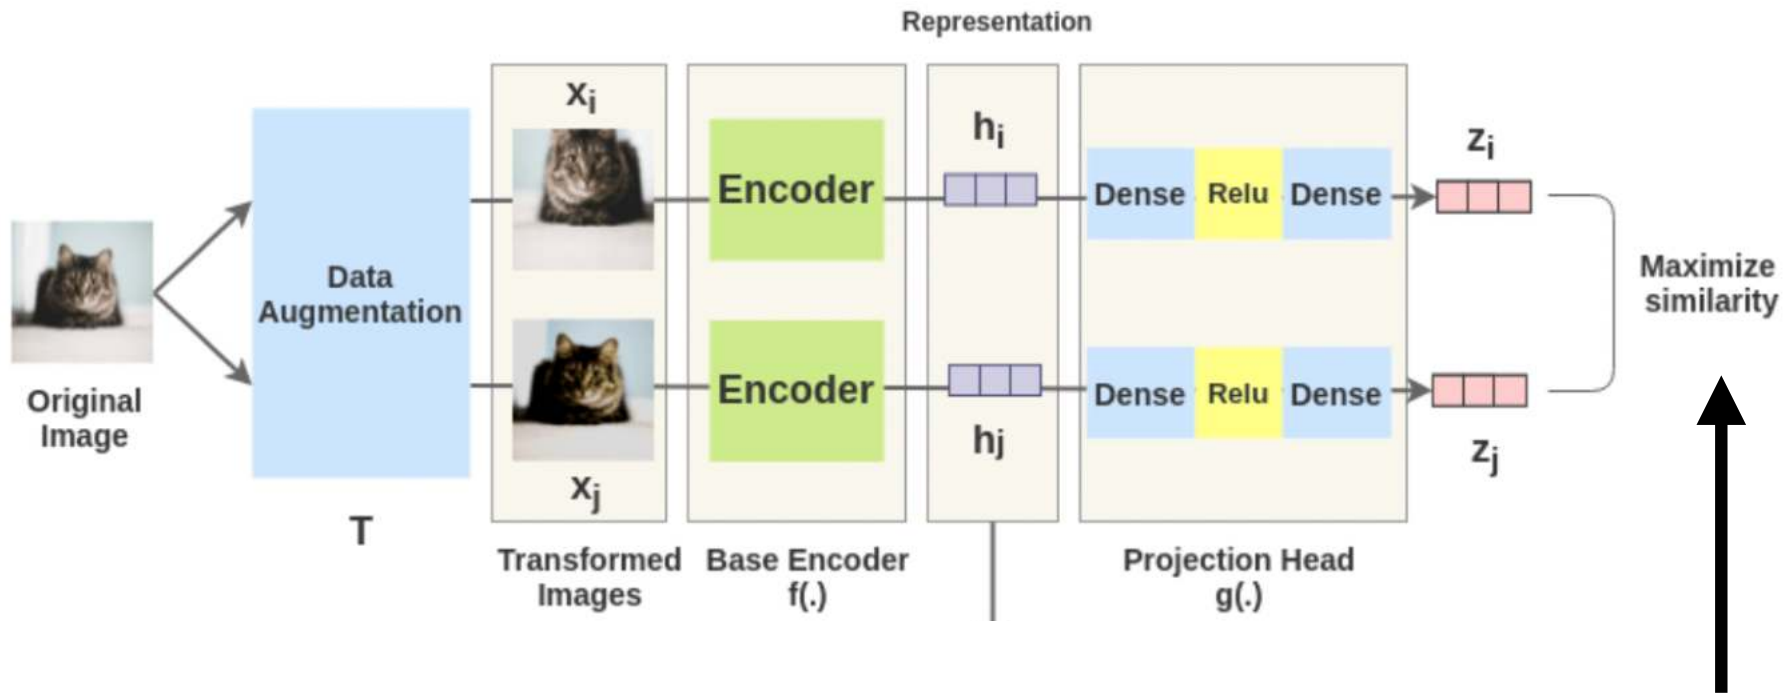 Representation
Original
Image
Data
Augmentation
T
xi
xj
Transformed
Images
Encoder
Encoder
Base Encoder
f(.)
hi
hj
Dense Relu Dense
Dense Relu Dense
Projection Head
g(.)
zi
zj
Maximize
similarity